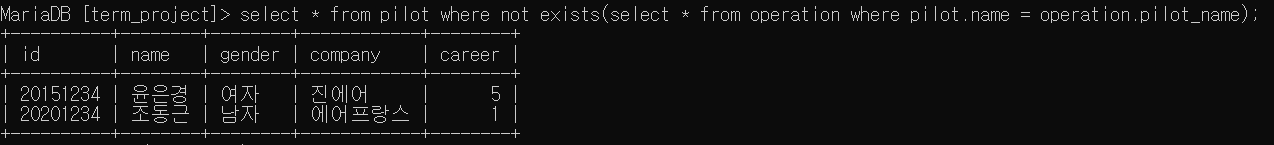 MariaDB [term_project]> select * from pilot where not exists(select * from operation where pilot.name = operation.pilot_name);
+----------+--------+--------+------------+--------+
| id       | name   | gender | company    | career |
+----------+--------+--------+------------+--------+
| 20151234 | 윤은경 | 여자   | 진에어     |      5 |
| 20201234 | 조동근 | 남자   | 에어프랑스 |      1 |
+----------+--------+--------+------------+--------+